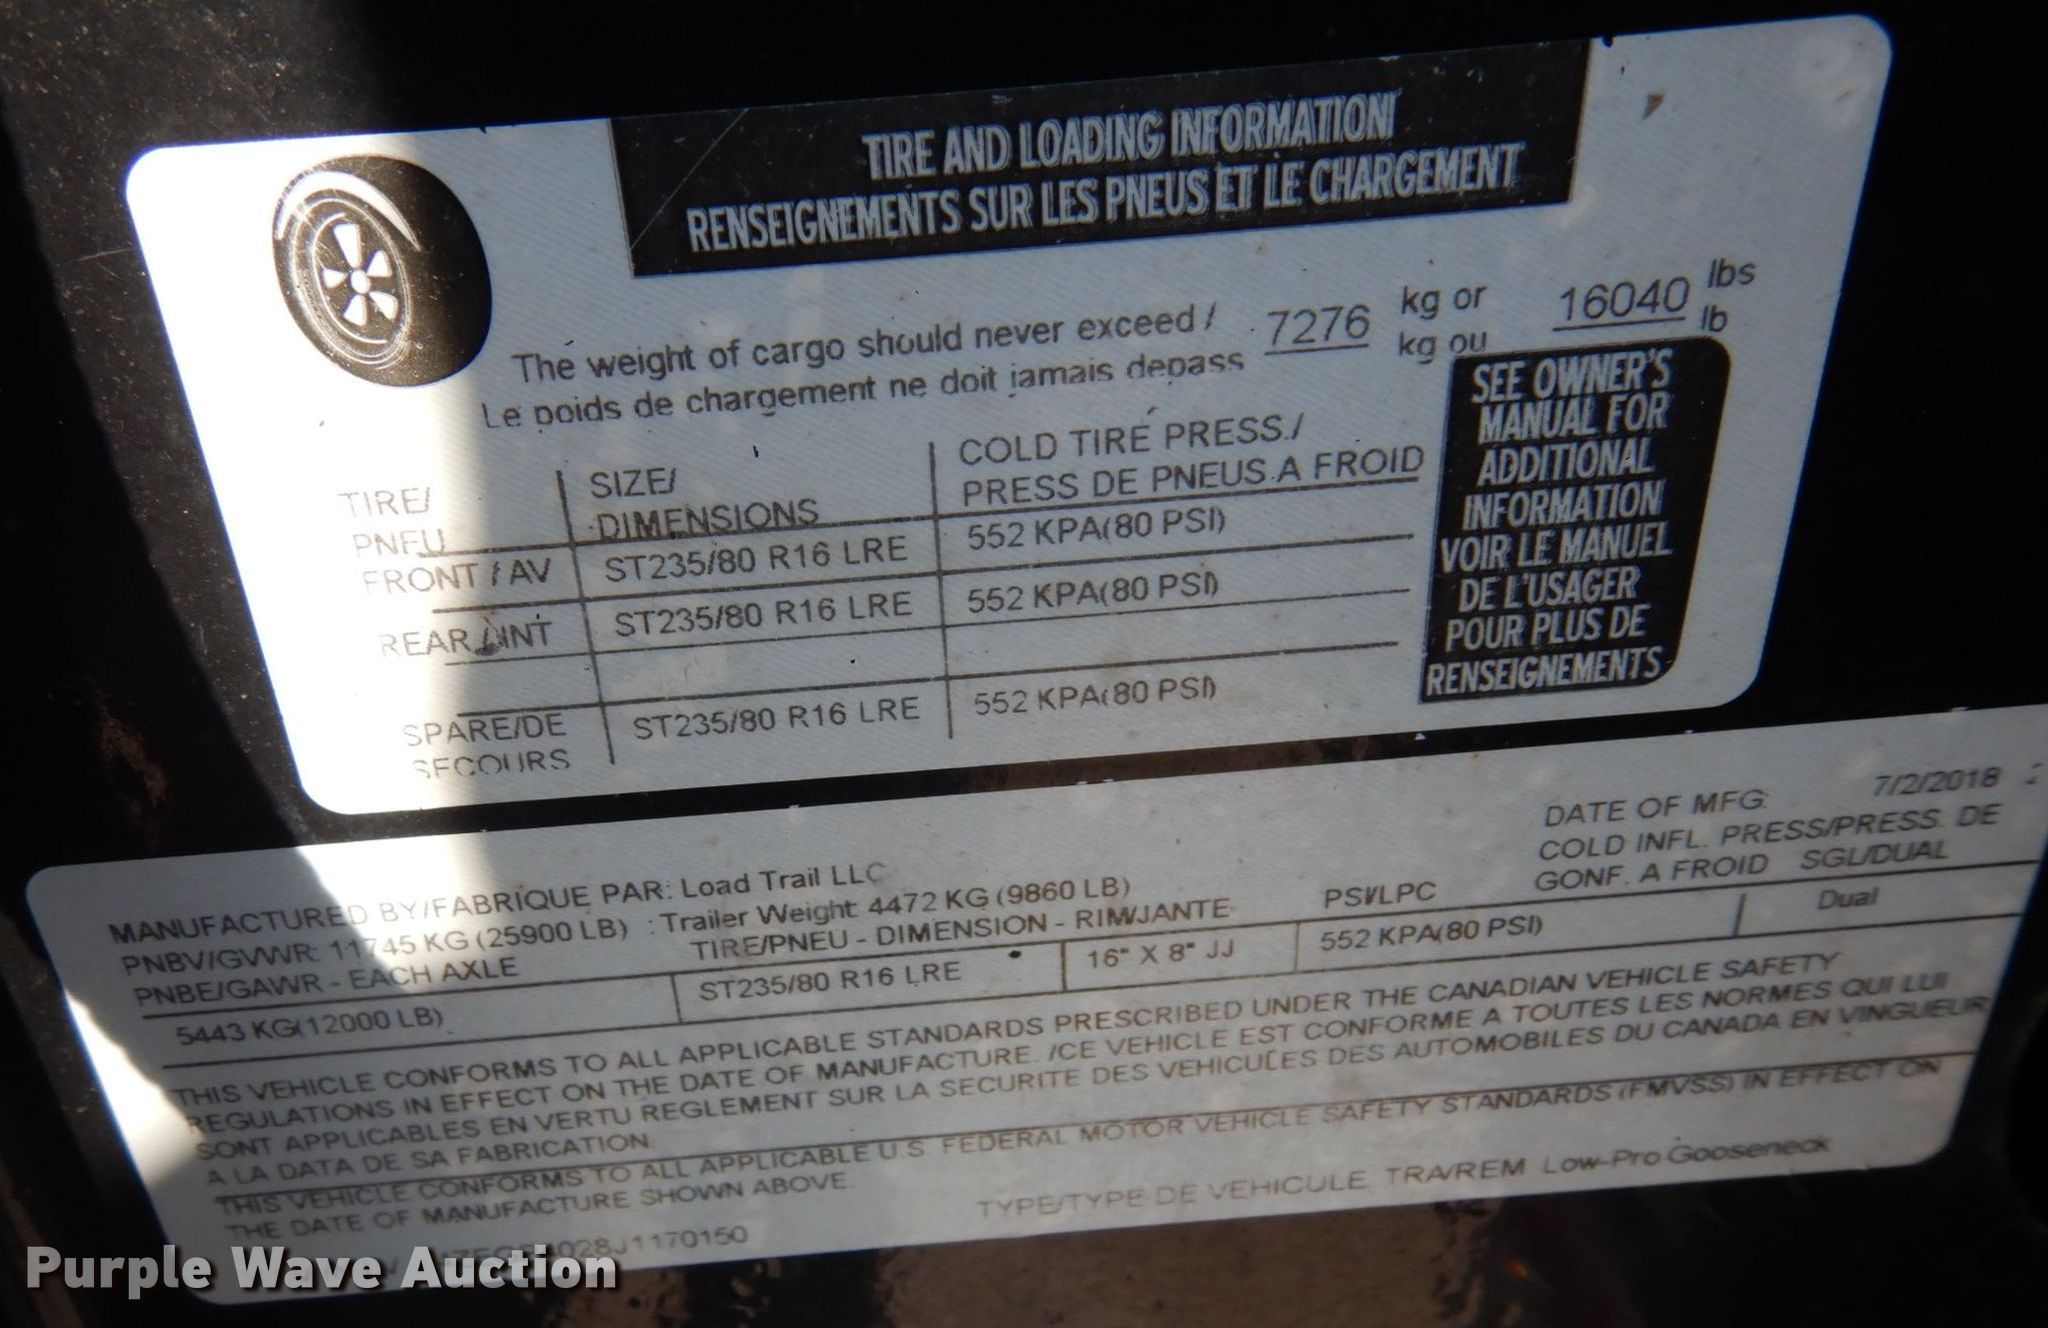 TIRE AND LOADING INFORMATION
RENSEIGNEMENTS SUR LES PNEUS ET LE CHARGEMENT
The weight of cargo should never exceed / 7276 kg or 16040 lbs
Le poids de chargement ne doit jamais depass kg ou lb
TIRE/ SIZE/ COLD TIRE PRESS./
PNEU DIMENSIONS PRESS DE PNEUS A FROID
FRONT / AV ST235/80 R16 LRE 552 KPA(80 PSI)
REAR / INT ST235/80 R16 LRE 552 KPA(80 PSI)
SPARE/DE ST235/80 R16 LRE 552 KPA(80 PSI)
SECOURS
SEE OWNER'S
MANUAL FOR
ADDITIONAL
INFORMATION
VOIR LE MANUEL
DE L'USAGER
POUR PLUS DE
RENSEIGNEMENTS
MANUFACTURED BY/FABRIQUE PAR: Load Trail LLC DATE OF MFG: 7/2/2018
PNBV/GVWR: 11745 KG (25900 LB) : Trailer Weight 4472 KG (9860 LB) COLD INFL. PRESS/PRESS. DE
PNBE/GAWR - EACH AXLE TIRE/PNEU - DIMENSION - RIM/JANTE PSI/LPC GONF. A FROID SGL/DUAL
5443 KG(12000 LB) ST235/80 R16 LRE 16" X 8" JJ 552 KPA(80 PSI) Dual
THIS VEHICLE CONFORMS TO ALL APPLICABLE STANDARDS PRESCRIBED UNDER THE CANADIAN VEHICLE SAFETY
REGULATIONS IN EFFECT ON THE DATE OF MANUFACTURE. /CE VEHICLE EST CONFORME A TOUTES LES NORMES QUI LUI
SONT APPLICABLES EN VERTU REGLEMENT SUR LA SECURITE DES VEHICULES DES AUTOMOBILES DU CANADA EN VINGUEUR
A LA DATA DE SA FABRICATION.
THIS VEHICLE CONFORMS TO ALL APPLICABLE U.S. FEDERAL MOTOR VEHICLE SAFETY STANDARDS (FMVSS) IN EFFECT ON
THE DATE OF MANUFACTURE SHOWN ABOVE.
TYPE/TYPE DE VEHICULE TRA/REM Low-Pro Gooseneck
Purple Wave Auction